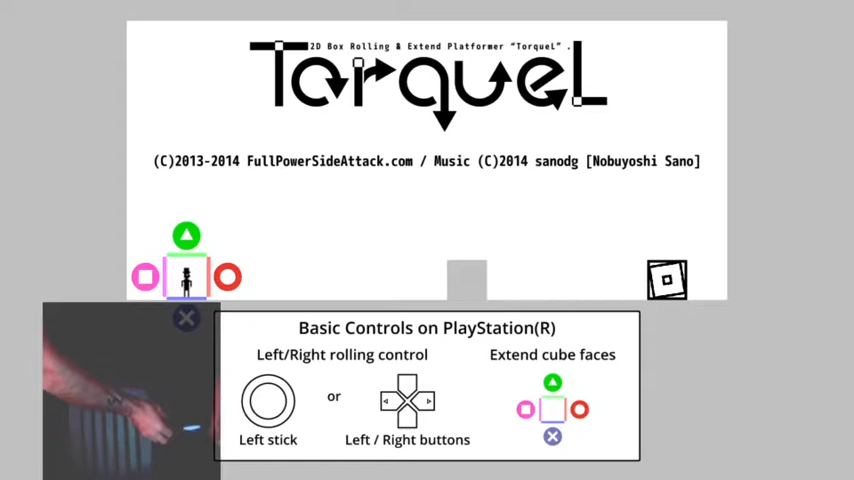 2D Box Rolling & Extend Platformer “TorqueL” .
TorqueL
(C)2013-2014 FullPowerSideAttack.com / Music (C)2014 sanodg [Nobuyoshi Sano]
Basic Controls on PlayStation(R)
Left/Right rolling control
Extend cube faces
or
Left stick
Left / Right buttons